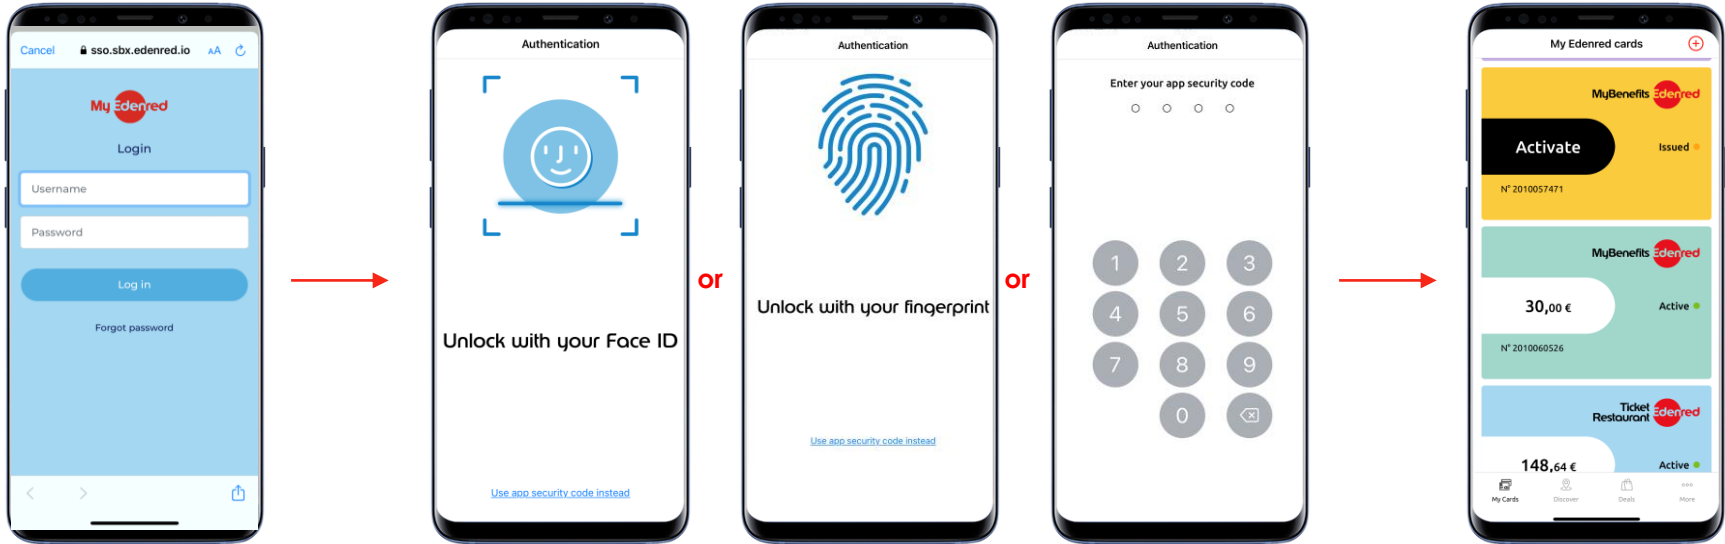 Cancel
sso.sbx.edenred.io
AA
My Edenred
Login
Username
Password
Log in
Forgot password
Authentication
Unlock with your Face ID
Use app security code instead
or
Authentication
Unlock with your fingerprint
Use app security code instead
or
Authentication
Enter your app security code
1 2 3
4 5 6
7 8 9
0
My Edenred cards
MyBenefits Edenred
Activate
Issued
N° 2010057471
MyBenefits Edenred
30,00 €
Active
N° 2010060526
Ticket
Restaurant Edenred
148,64 €
Active
My Cards
Discover
Deals
More